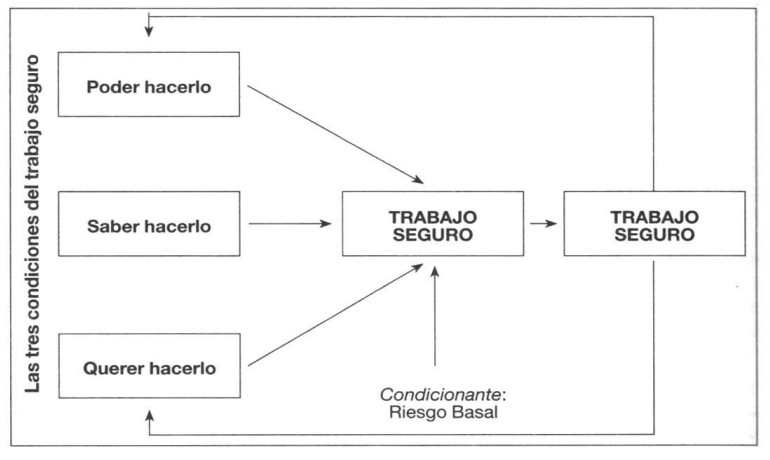 Las tres condiciones del trabajo seguro
Poder hacerlo
Saber hacerlo
Querer hacerlo
TRABAJO
SEGURO
TRABAJO
SEGURO
Condicionante:
Riesgo Basal